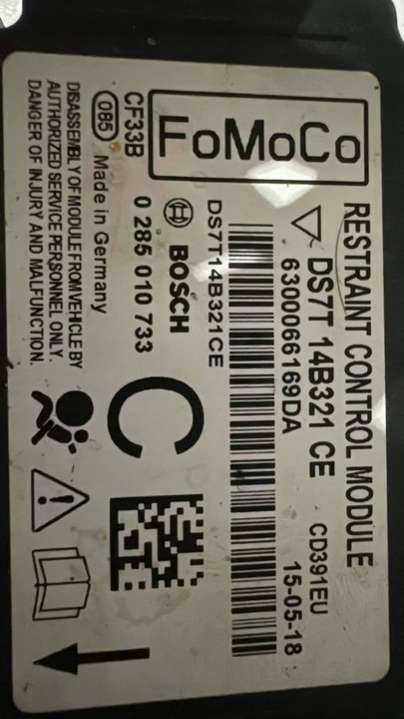 FoMoCo
RESTRAINT CONTROL MODULE
DS7T 14B321 CE CD391EU
6300066169DA 15-05-18
DS7T14B321CE
BOSCH
CF33B 0 285 010 733
C
085 Made in Germany
DISASSEMBLY OF MODULE FROM VEHICLE BY
AUTHORIZED SERVICE PERSONNEL ONLY.
DANGER OF INJURY AND MALFUNCTION.